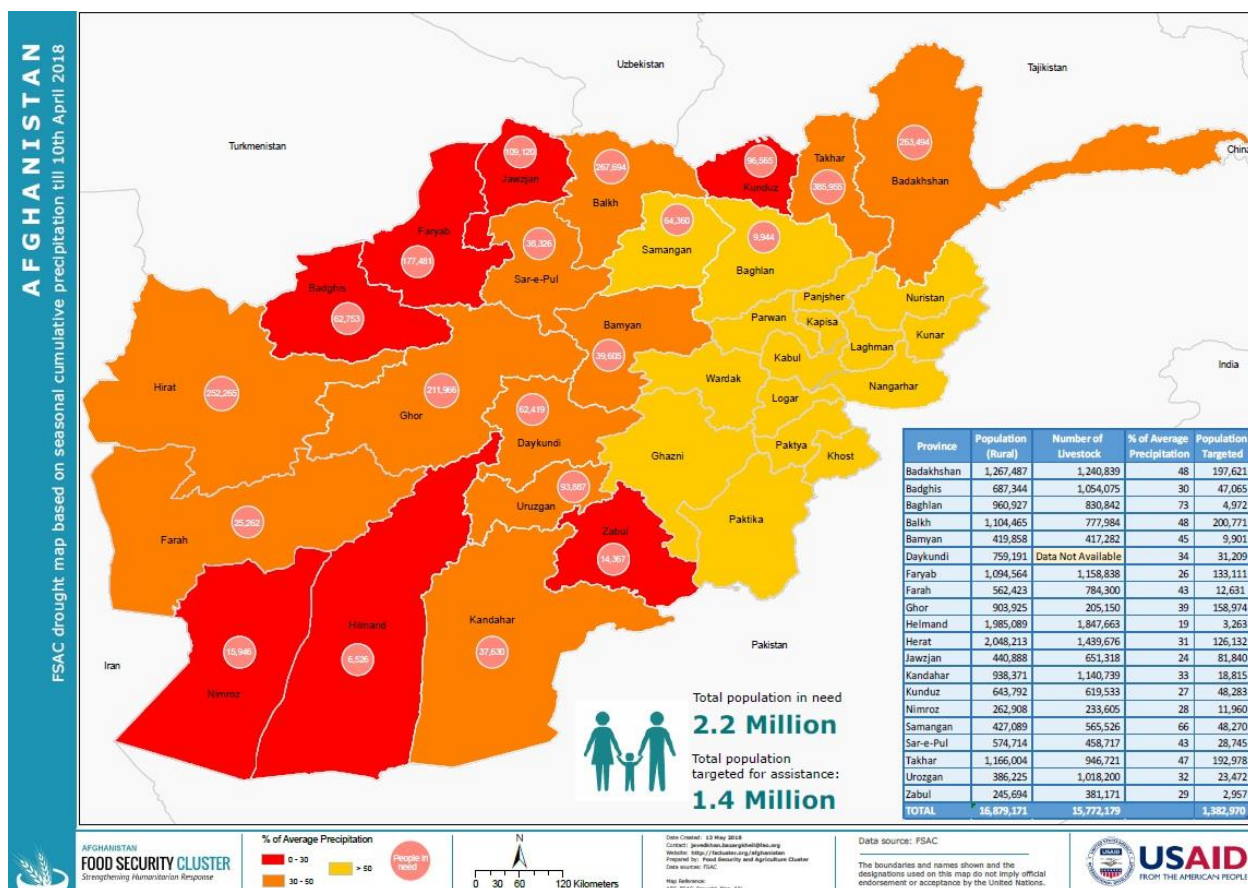 AFGHANISTAN
FSAC drought map based on seasonal cumulative precipitation till 10th April 2018
Uzbekistan
Tajikistan
Turkmenistan
China
109,120
Jawzjan
267,694
Balkh
96,565
Kunduz
Takhar
385,955
263,494
Badakhshan
Faryab
177,481
38,326
Sar-e-Pul
64,360
Samangan
9,944
Baghlan
Badghis
62,753
Bamyan
39,605
Panjsher
Nuristan
Parwan
Kapisa
Kunar
Laghman
Kabul
Wardak
Nangarhar
Logar
India
Hirat
252,265
211,966
Ghor
62,419
Daykundi
Paktya
Khost
Ghazni
Paktika
93,887
Uruzgan
25,262
Farah
Zabul
14,367
Hilmand
6,526
Kandahar
37,630
15,946
Nimroz
Iran
Pakistan
Total population in need
2.2 Million
Total population
targeted for assistance:
1.4 Million
Province Population (Rural) Number of Livestock % of Average Precipitation Population Targeted
Badakhshan 1,267,487 1,240,839 48 197,621
Badghis 687,344 1,054,075 30 47,065
Baghlan 960,927 830,842 73 4,972
Balkh 1,104,465 777,984 48 200,771
Bamyan 419,858 417,282 45 9,901
Daykundi 759,191 Data Not Available 34 31,209
Faryab 1,094,564 1,158,838 26 133,111
Farah 562,423 784,300 43 12,631
Ghor 903,925 205,150 39 158,974
Helmand 1,985,089 1,847,663 19 3,263
Herat 2,048,213 1,439,676 31 126,132
Jawzjan 440,888 651,318 24 81,840
Kandahar 938,371 1,140,739 33 18,815
Kunduz 643,792 619,533 27 48,283
Nimroz 262,908 233,605 28 11,960
Samangan 427,089 565,526 66 48,270
Sar-e-Pul 574,714 458,717 43 28,745
Takhar 1,166,004 946,721 47 192,978
Urozgan 386,225 1,018,200 32 23,472
Zabul 245,694 381,171 29 2,957
TOTAL 16,879,171 15,772,179 1,382,970
AFGHANISTAN
FOOD SECURITY CLUSTER
Strengthening Humanitarian Response
% of Average Precipitation
0 - 30
30 - 50
> 50
People in
need
N
0 30 60 120 Kilometers
Date Created: 13 May 2018
Website: http://fscluster.org/afghanistan
Prepared by: Food Security and Agriculture Cluster
Data sources: FSAC
Map Reference:
Data source: FSAC
The boundaries and names shown and the
designations used on this map do not imply official
endorsement or acceptance by the United Nations.
USAID
FROM THE AMERICAN PEOPLE